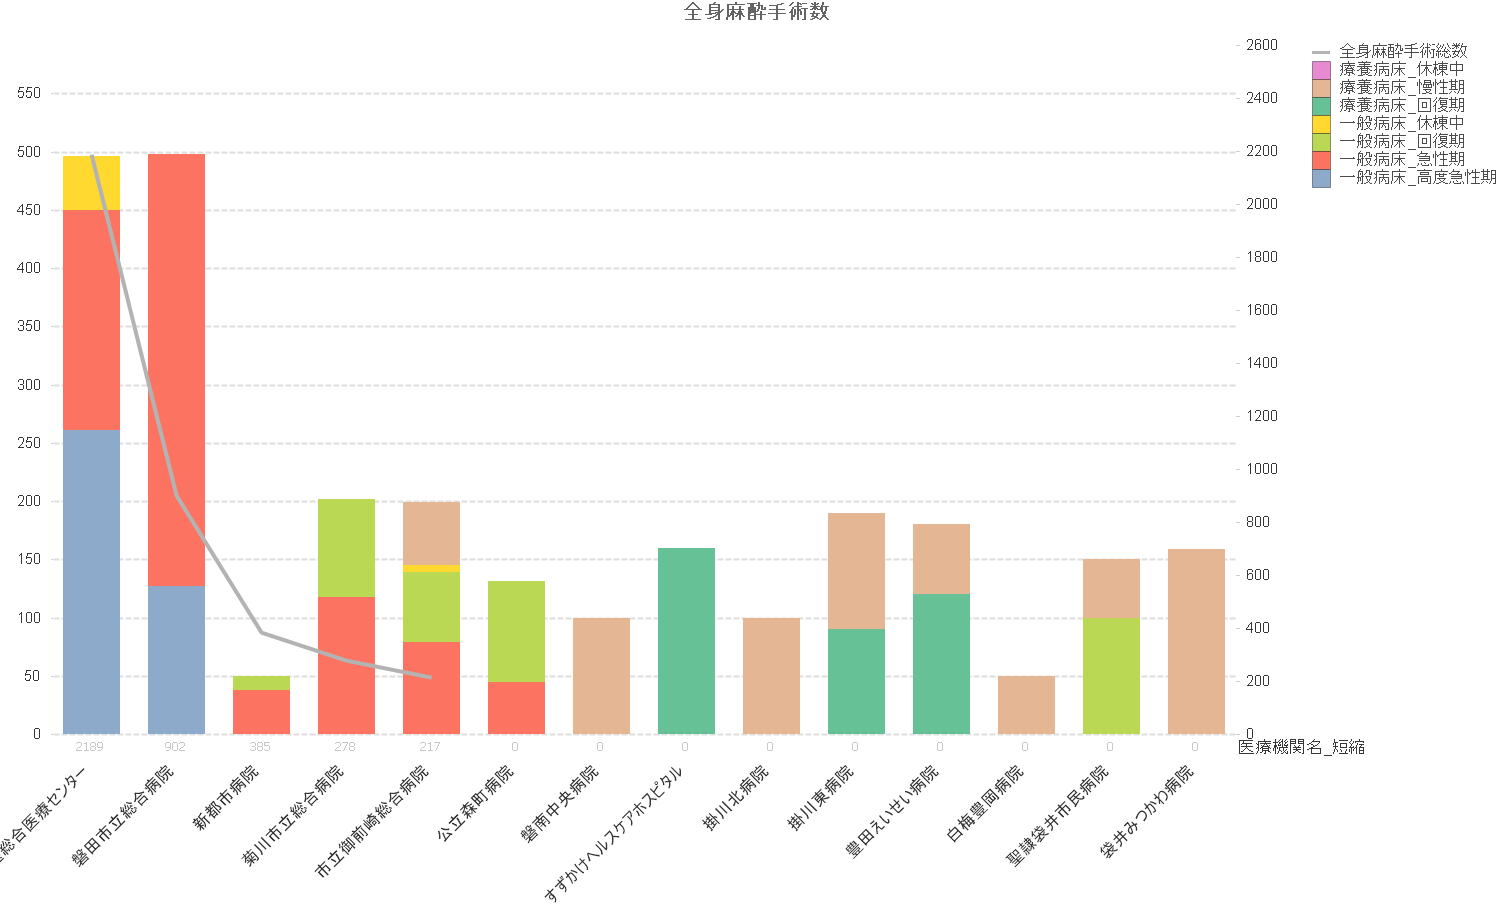 全身麻酔手術数
全身麻酔手術総数
療養病床_休棟中
療養病床_慢性期
療養病床_回復期
一般病床_休棟中
一般病床_回復期
一般病床_急性期
一般病床_高度急性期
550
500
450
400
350
300
250
200
150
100
50
0
2600
2400
2200
2000
1800
1600
1400
1200
1000
800
600
400
200
0
2189 902 385 278 217 0 0 0 0 0 0 0 0 0
医療機関名_短縮
総合医療センター
磐田市立総合病院
新都市病院
菊川市立総合病院
市立御前崎総合病院
公立森町病院
磐南中央病院
すずかけヘルスケアホスピタル
掛川北病院
掛川東病院
豊田えいせい病院
白梅豊岡病院
聖隷袋井市民病院
袋井みつかわ病院